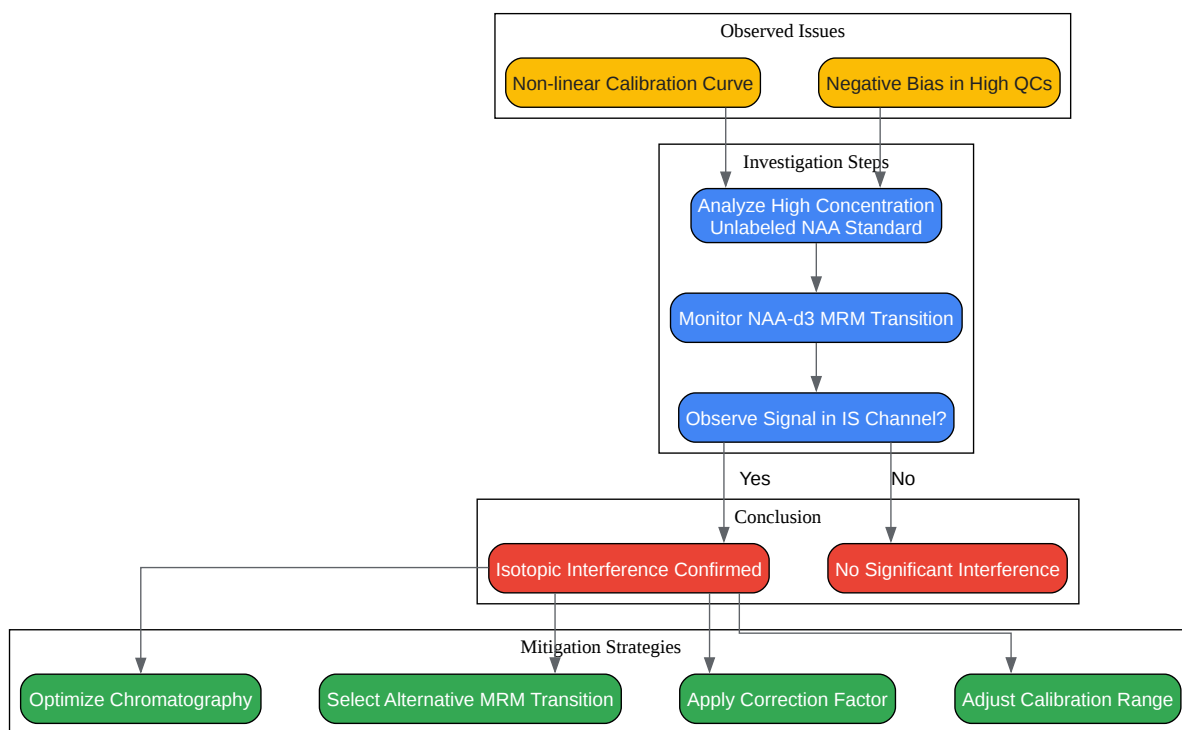 Observed Issues
Non-linear Calibration Curve
Negative Bias in High QCs
Investigation Steps
Analyze High Concentration
Unlabeled NAA Standard
Monitor NAA-d3 MRM Transition
Observe Signal in IS Channel?
Yes
No
Conclusion
Isotopic Interference Confirmed
No Significant Interference
Mitigation Strategies
Optimize Chromatography
Select Alternative MRM Transition
Apply Correction Factor
Adjust Calibration Range